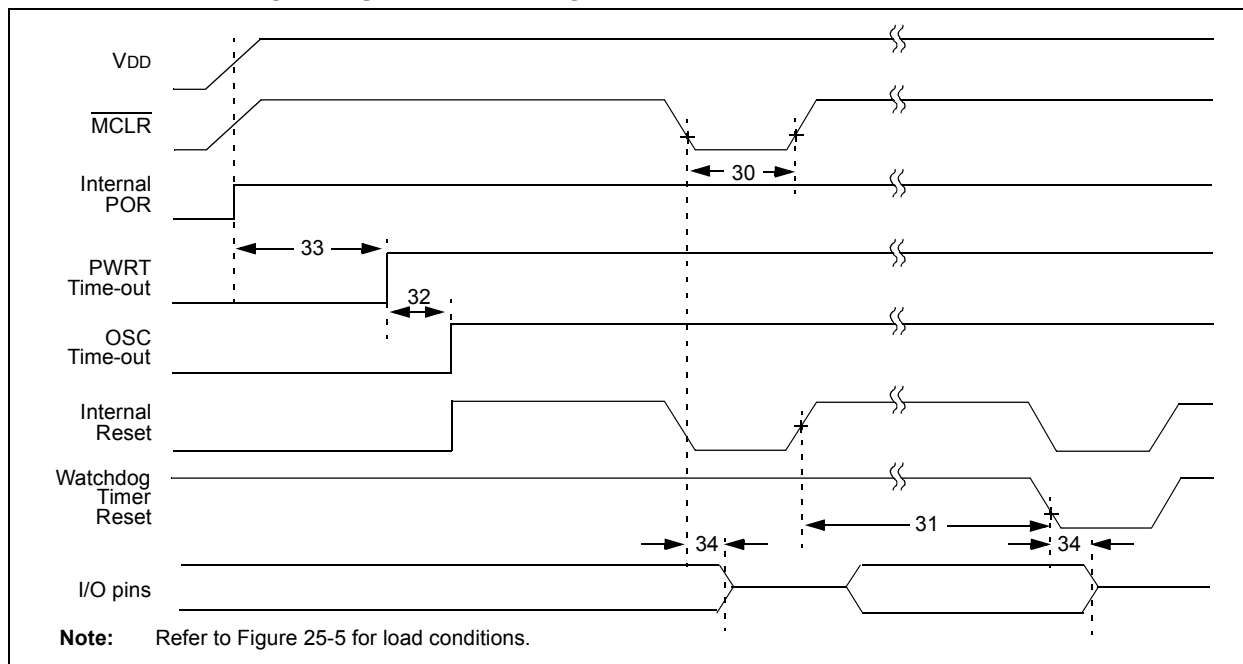 VDD
MCLR
30
Internal
POR
33
PWRT
Time-out
32
OSC
Time-out
Internal
Reset
Watchdog
Timer
Reset
31
34
34
I/O pins
Note: Refer to Figure 25-5 for load conditions.